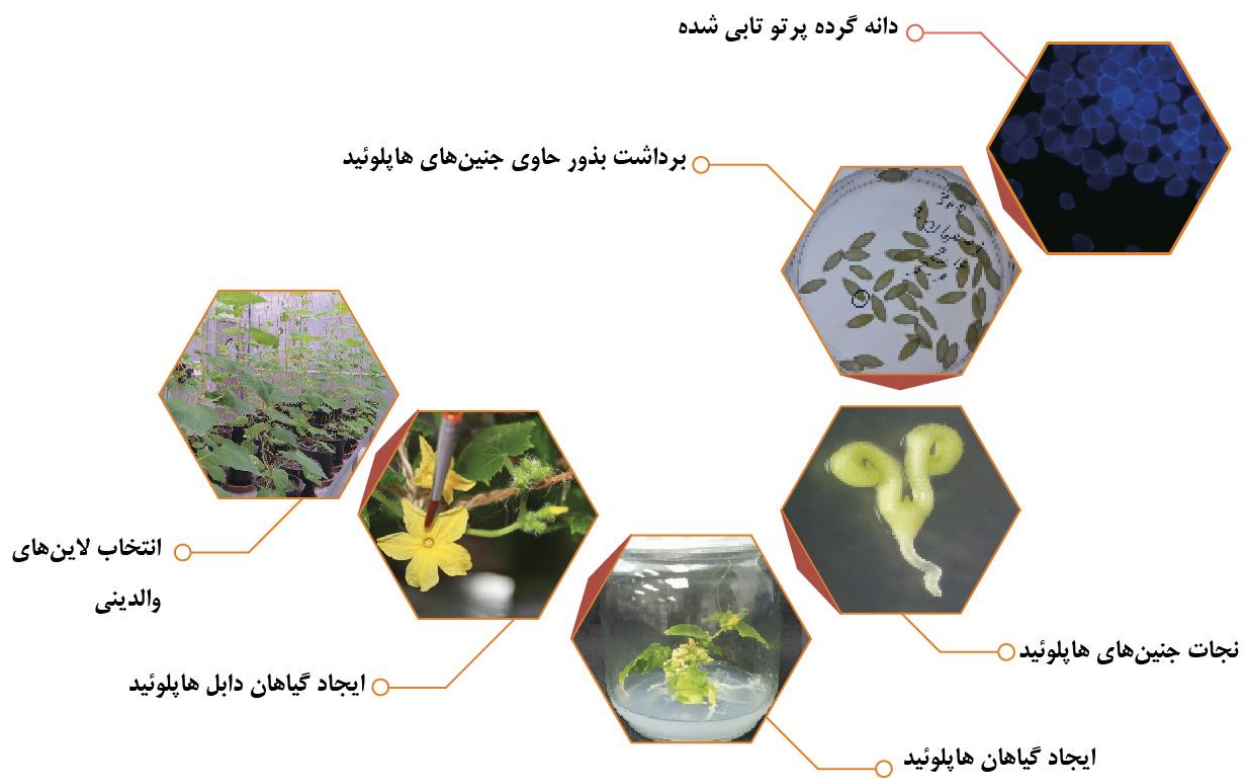 دانه گرده پرتو تابی شده
برداشت بذور حاوی جنین‌های هاپلوئید
نجات جنین‌های هاپلوئید
ایجاد گیاهان هاپلوئید
ایجاد گیاهان دابل هاپلوئید
انتخاب لاین‌های
والدینی